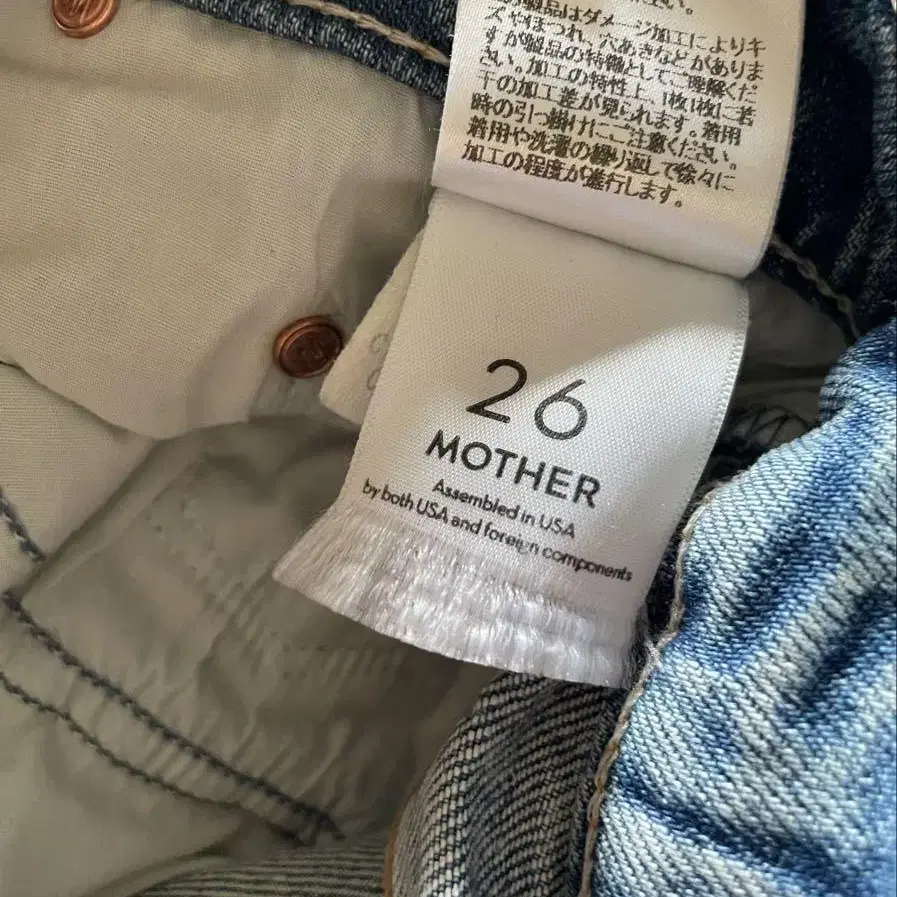 い。
の製品はダメージ加工によりキ
ズやほつれ、穴あきなどがありま
すが製品の特徴としてご理解くだ
さい。加工の特性上、1枚1枚に若
干の加工差が見られます。着用
時の引っ掛けにご注意ください。
着用や洗濯の繰り返しで徐々に
加工の程度が進行します。
26
MOTHER
Assembled in USA
by both USA and foreign components